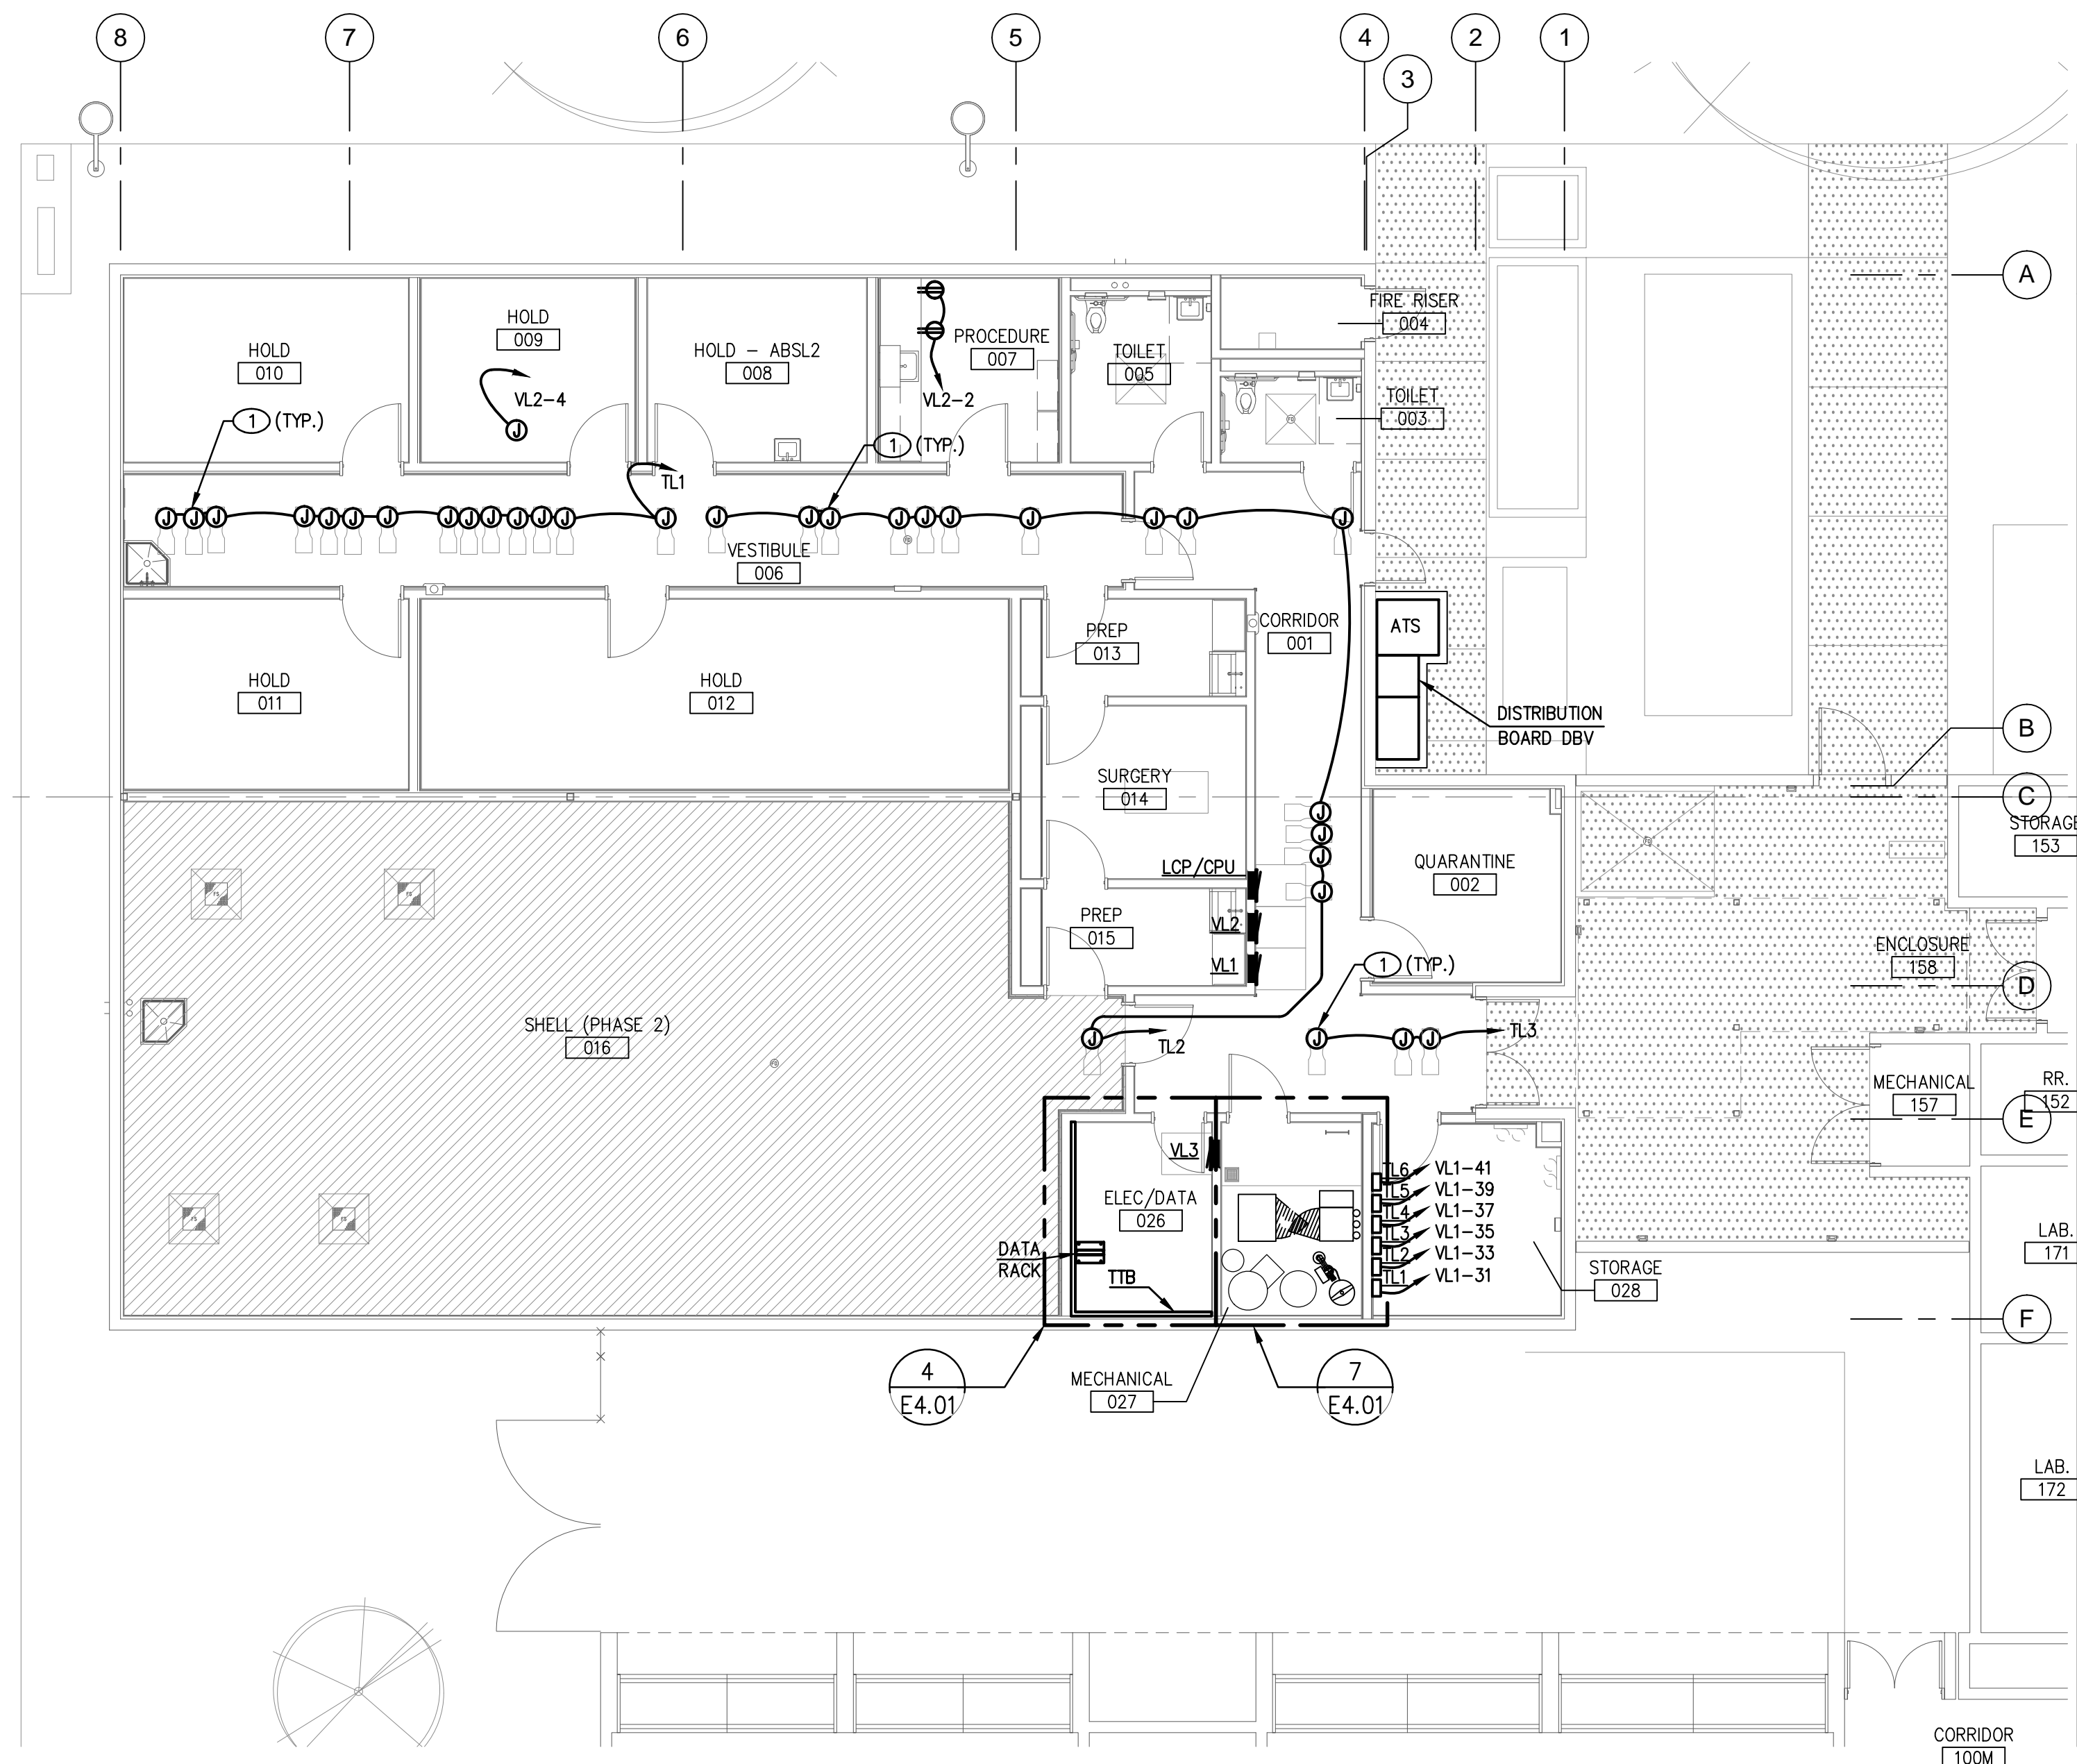 8
7
6
5
4
3
2
1
A
FIRE RISER
004
HOLD
009
HOLD
010
HOLD - ABSL2
008
PROCEDURE
007
TOILET
005
TOILET
003
VL2-4
VL2-2
1
(TYP.)
1
(TYP.)
TL1
J J J J J J J J J J J J J J J J J J J J J J J J
J
VESTIBULE
006
PREP
013
CORRIDOR
001
ATS
HOLD
011
HOLD
012
DISTRIBUTION
BOARD DBV
B
SURGERY
014
C
STORAGE
153
J
J
J
J
LCP/CPU
QUARANTINE
002
PREP
015
VL2
VL1
1
(TYP.)
ENCLOSURE
158
D
SHELL (PHASE 2)
016
FS
FS
FS
FS
FD
J
TL2
J J J
TL3
MECHANICAL
157
RR.
152
E
VL3
ELEC/DATA
026
TL6
VL1-41
TL5
VL1-39
TL4
VL1-37
TL3
VL1-35
TL2
VL1-33
TL1
VL1-31
DATA
RACK
TTB
LAB.
171
STORAGE
028
F
4
E4.01
MECHANICAL
027
7
E4.01
LAB.
172
CORRIDOR
100M